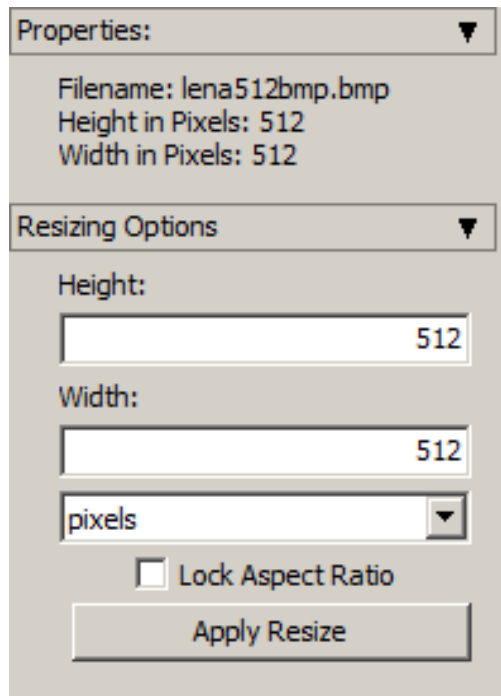 Properties:
Filename: lena512bmp.bmp
Height in Pixels: 512
Width in Pixels: 512
Resizing Options
Height:
512
Width:
512
pixels
Lock Aspect Ratio
Apply Resize